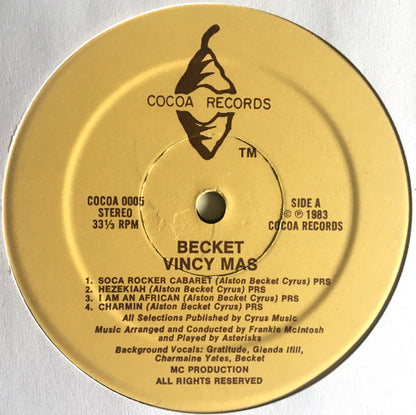 COCOA RECORDS
TM
COCOA 0005
STEREO
33⅓ RPM
SIDE A
© ℗ 1983
COCOA RECORDS
BECKET
VINCY MAS
1. SOCA ROCKER CABARET (Alston Becket Cyrus) PRS
2. HEZEKIAH (Alston Becket Cyrus) PRS
3. I AM AN AFRICAN (Alston Becket Cyrus) PRS
4. CHARMIN (Alston Becket Cyrus) PRS
All Selections Published by Cyrus Music
Music Arranged and Conducted by Frankie McIntosh
and Played by Asterisks
Background Vocals: Gratitude, Glenda Ifill,
Charmaine Yates, Becket
MC PRODUCTION
ALL RIGHTS RESERVED